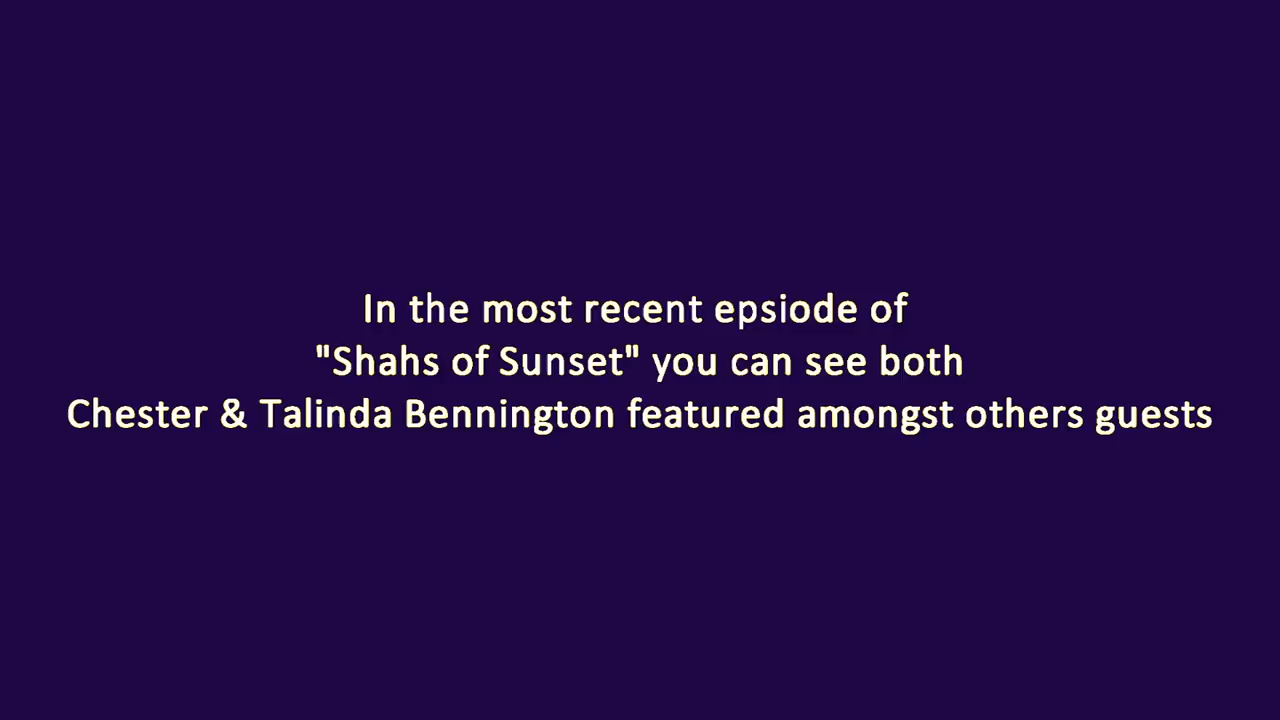 In the most recent epsiode of
"Shahs of Sunset" you can see both
Chester & Talinda Bennington featured amongst others guests